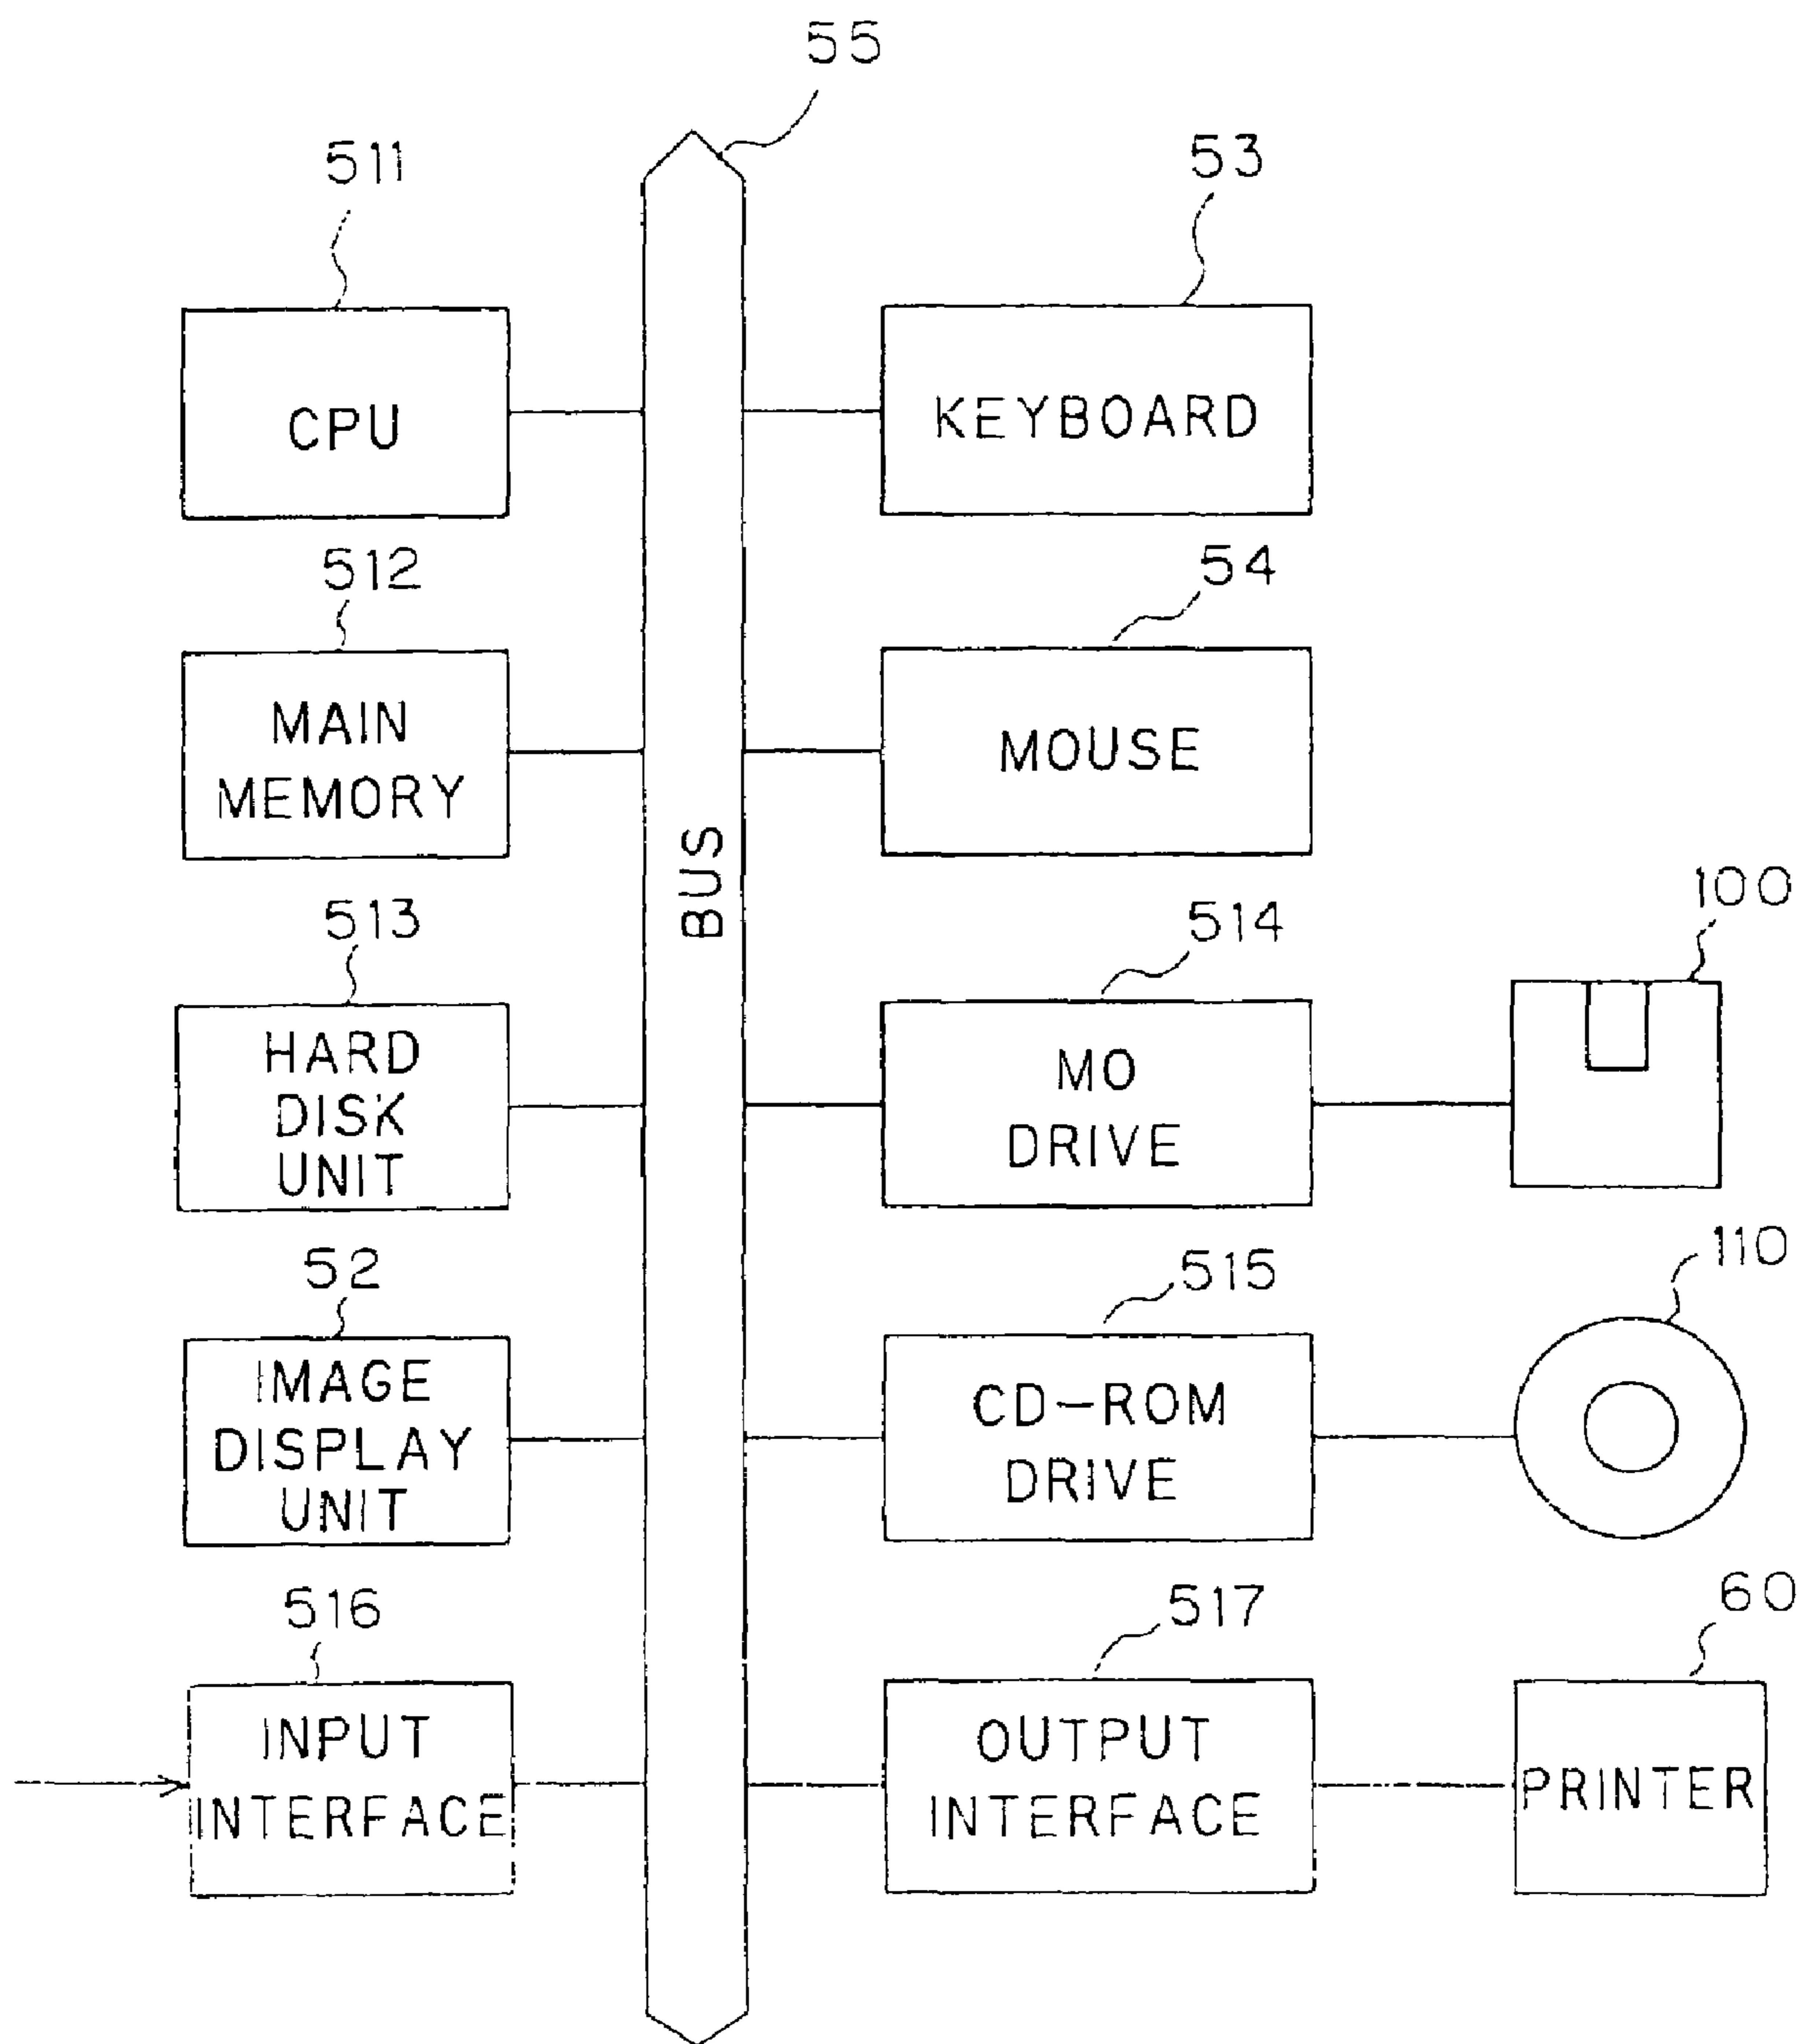 55
511
53
CPU
KEYBOARD
512
54
MAIN
MEMORY
MOUSE
BUS
513
514
100
HARD
DISK
UNIT
MO
DRIVE
52
515
110
IMAGE
DISPLAY
UNIT
CD-ROM
DRIVE
516
517
60
INPUT
INTERFACE
OUTPUT
INTERFACE
PRINTER